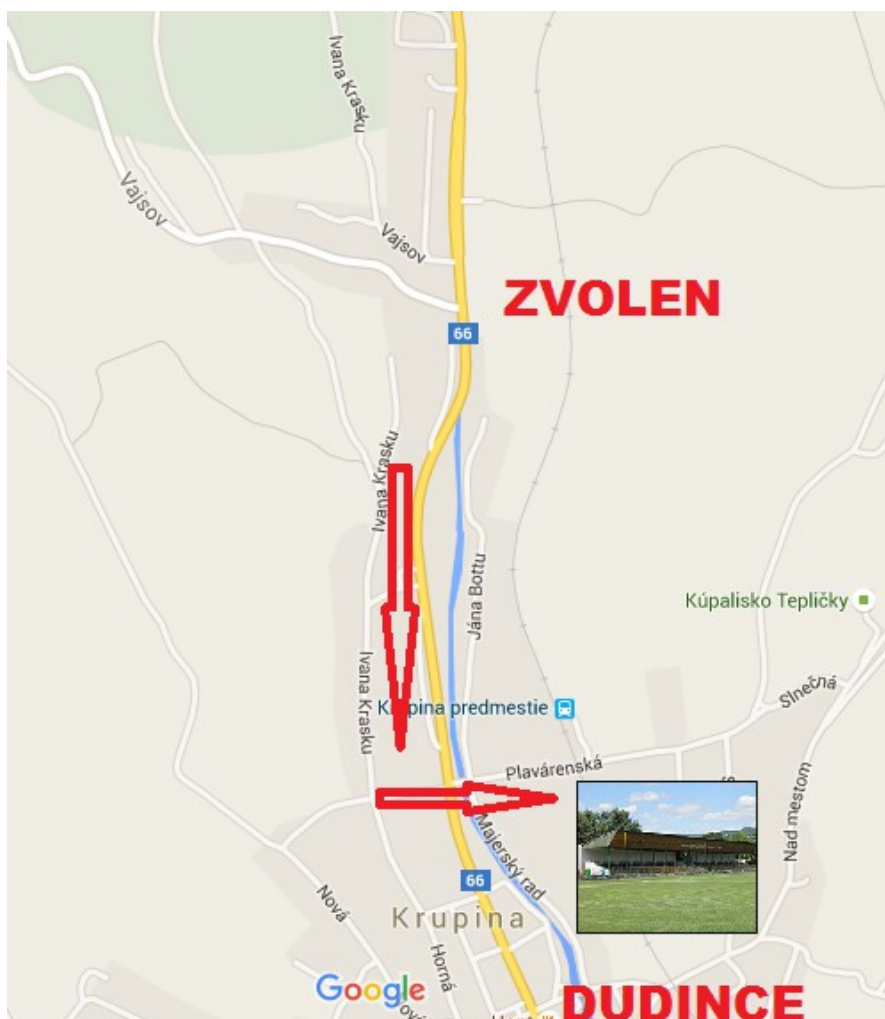 Ivana Krasku
Vajsov
Vajsov
ZVOLEN
66
Ivana Krasku
Jána Bottu
Kúpalisko Tepličky
Ivana Krasku
Krupina predmestie
Slnečná
Plavárenská
Nad mestom
Majerský rad
66
Nová
Krupina
Horná
Google
DUDINCE